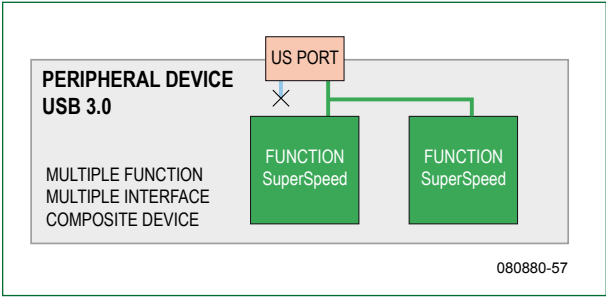 US PORT
PERIPHERAL DEVICE
USB 3.0
FUNCTION
SuperSpeed
FUNCTION
SuperSpeed
MULTIPLE FUNCTION
MULTIPLE INTERFACE
COMPOSITE DEVICE
080880-57